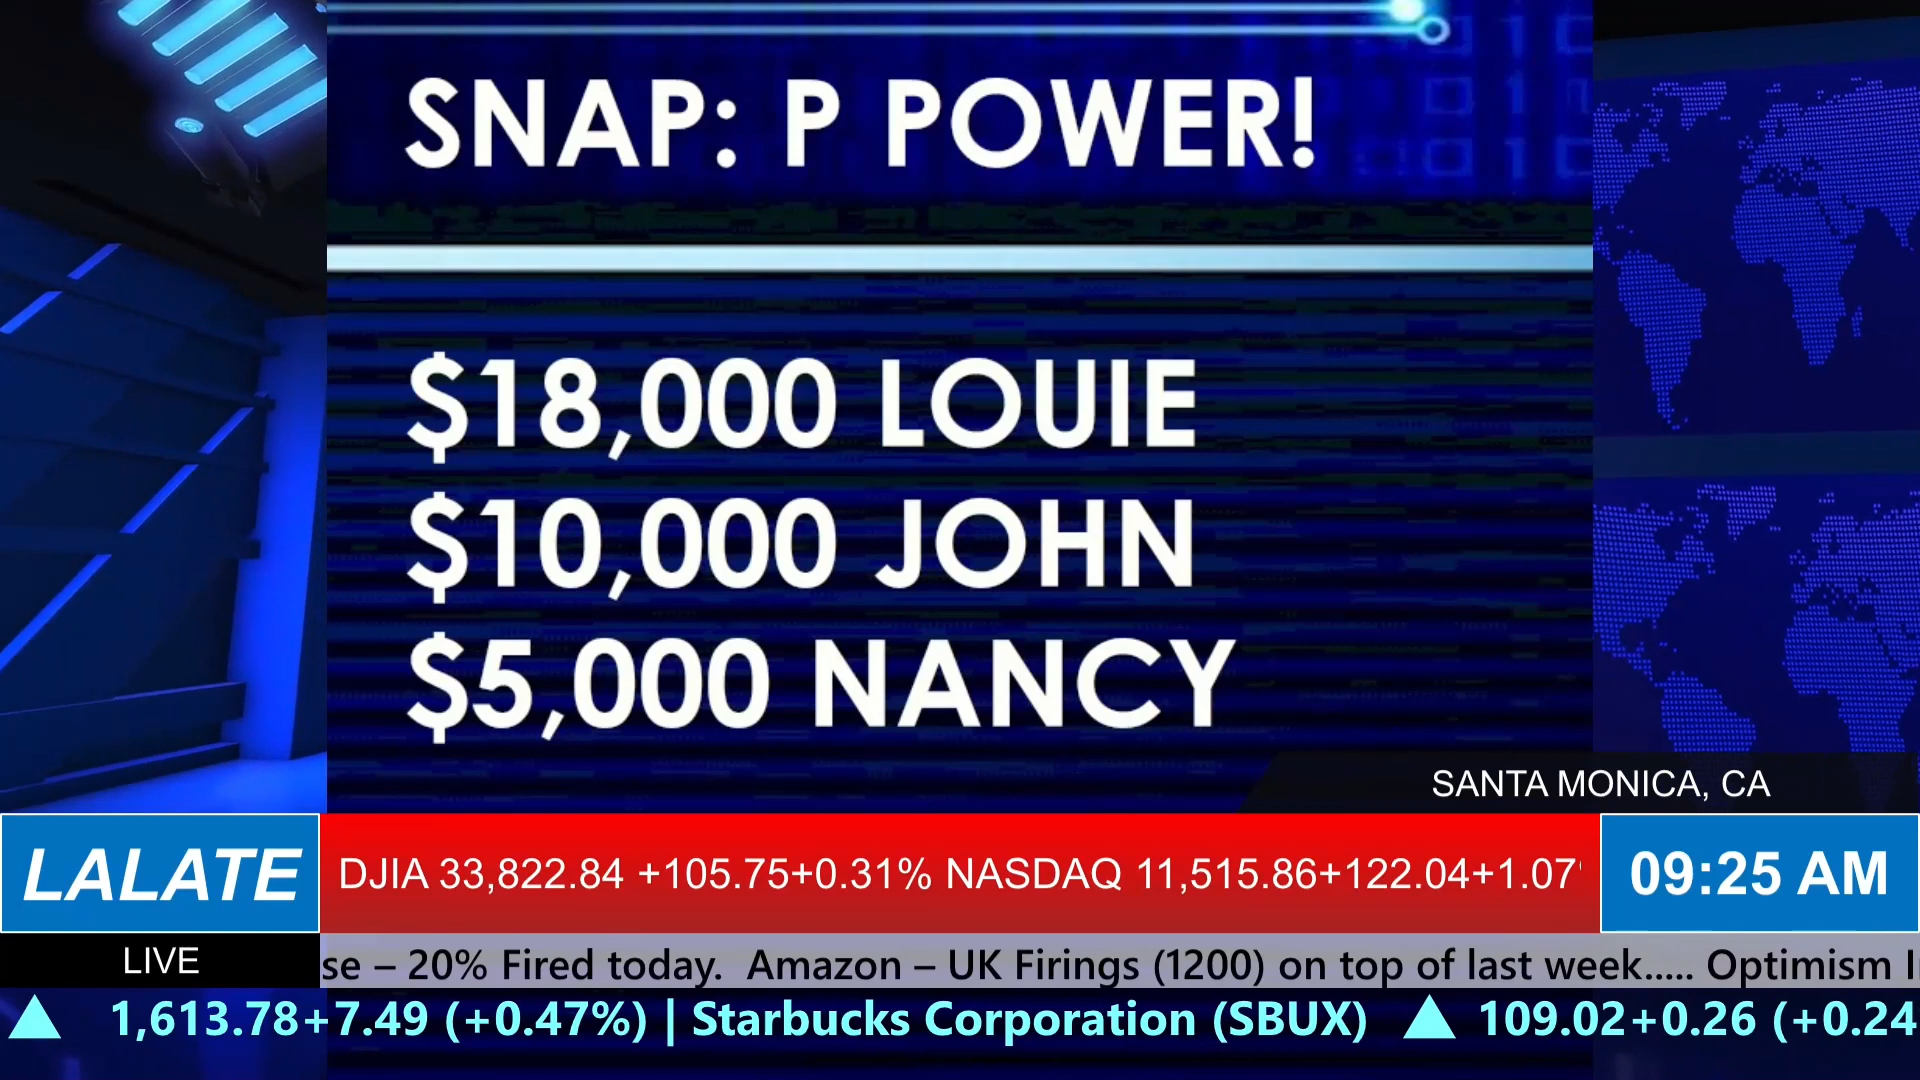 SNAP: P POWER!
$18,000 LOUIE
$10,000 JOHN
$5,000 NANCY
SANTA MONICA, CA
LALATE
DJIA 33,822.84 +105.75+0.31% NASDAQ 11,515.86+122.04+1.07
09:25 AM
LIVE
se – 20% Fired today. Amazon – UK Firings (1200) on top of last week..... Optimism
1,613.78+7.49 (+0.47%) | Starbucks Corporation (SBUX) ▲ 109.02+0.26 (+0.24